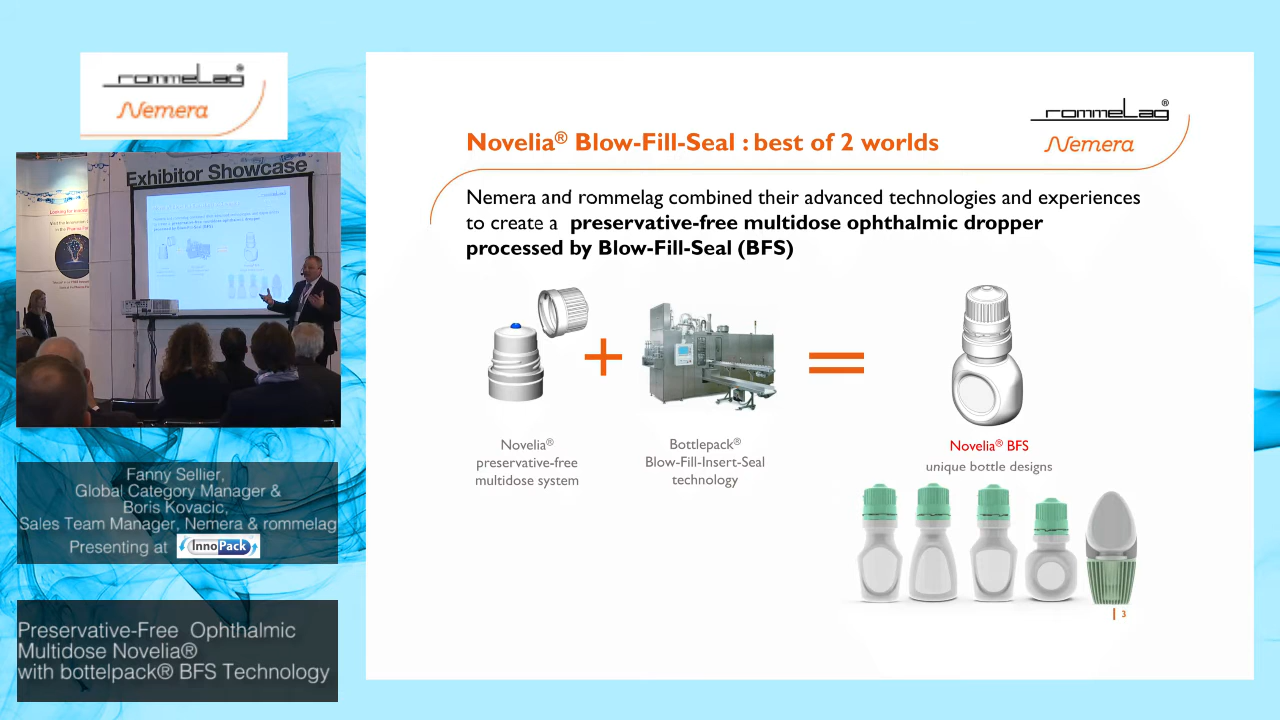 rommelag®
Nemera
Exhibitor Showcase
Fanny Sellier,
Global Category Manager &
Boris Kovacic,
Sales Team Manager, Nemera & rommelag
Presenting at InnoPack
Preservative-Free Ophthalmic
Multidose Novelia®
with bottelpack® BFS Technology
rommelag®
Nemera
Novelia® Blow-Fill-Seal : best of 2 worlds
Nemera and rommelag combined their advanced technologies and experiences
to create a preservative-free multidose ophthalmic dropper
processed by Blow-Fill-Seal (BFS)
+
=
Novelia®
preservative-free
multidose system
Bottlepack®
Blow-Fill-Insert-Seal
technology
Novelia® BFS
unique bottle designs
3